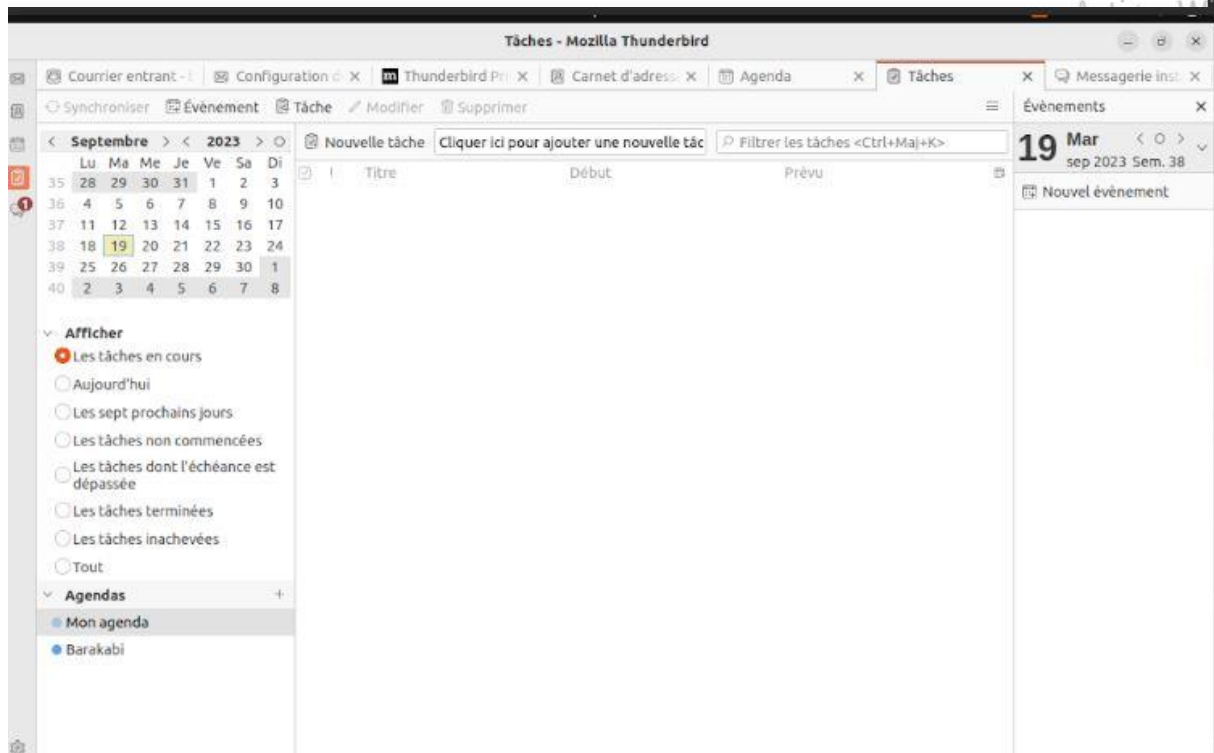 Tâches - Mozilla Thunderbird
Courrier entrant - Configuration d Thunderbird Pri Carnet d'adress Agenda Tâches Messagerie inst
Synchroniser Évènement Tâche Modifier Supprimer
Évènements
Septembre 2023
Lu Ma Me Je Ve Sa Di
35 28 29 30 31 1 2 3
36 4 5 6 7 8 9 10
37 11 12 13 14 15 16 17
38 18 19 20 21 22 23 24
39 25 26 27 28 29 30 1
40 2 3 4 5 6 7 8
Afficher
Les tâches en cours
Aujourd'hui
Les sept prochains jours
Les tâches non commencées
Les tâches dont l'échéance est
dépassée
Les tâches terminées
Les tâches inachevées
Tout
Agendas +
Mon agenda
Barakabi
1
Nouvelle tâche Cliquer ici pour ajouter une nouvelle tâc Filtrer les tâches <Ctrl+Maj+K>
! Titre Début Prévu
19 Mar
sep 2023 Sem. 38
Nouvel évènement